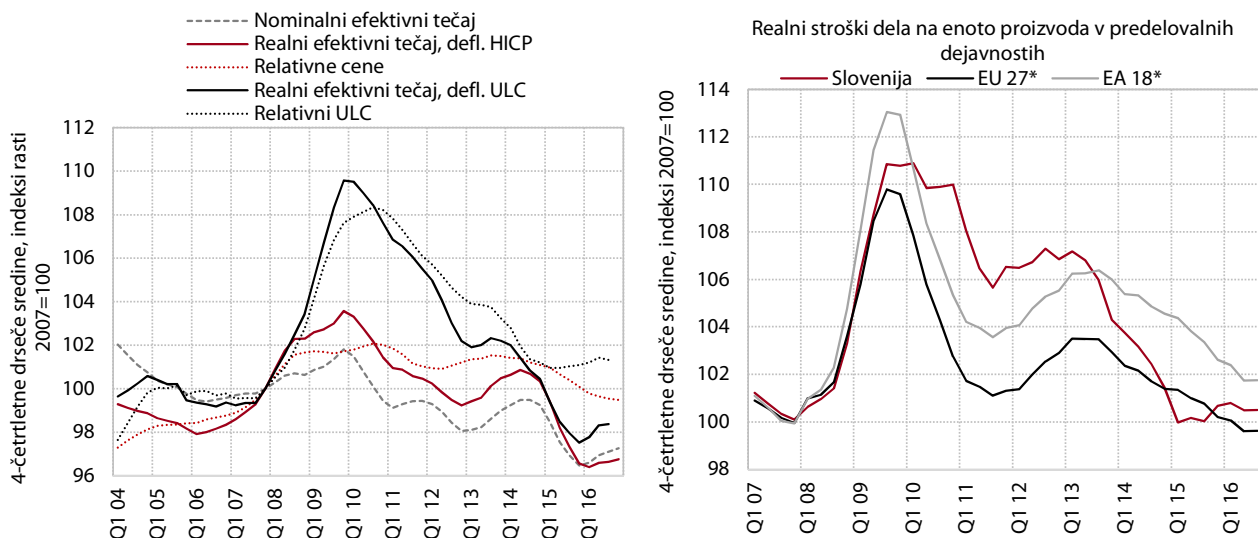 Nominalni efektivni tečaj
Realni efektivni tečaj, defl. HICP
Relativne cene
Realni efektivni tečaj, defl. ULC
Relativni ULC
4-četrtletne drseče sredine, indeksi rasti
2007=100
112
110
108
106
104
102
100
98
96
Q1 04
Q1 05
Q1 06
Q1 07
Q1 08
Q1 09
Q1 10
Q1 11
Q1 12
Q1 13
Q1 14
Q1 15
Q1 16
Realni stroški dela na enoto proizvoda v predelovalnih
dejavnostih
Slovenija
EU 27*
EA 18*
4-četrtletne drseče sredine, indeksi 2007=100
114
112
110
108
106
104
102
100
98
Q1 07
Q1 08
Q1 09
Q1 10
Q1 11
Q1 12
Q1 13
Q1 14
Q1 15
Q1 16